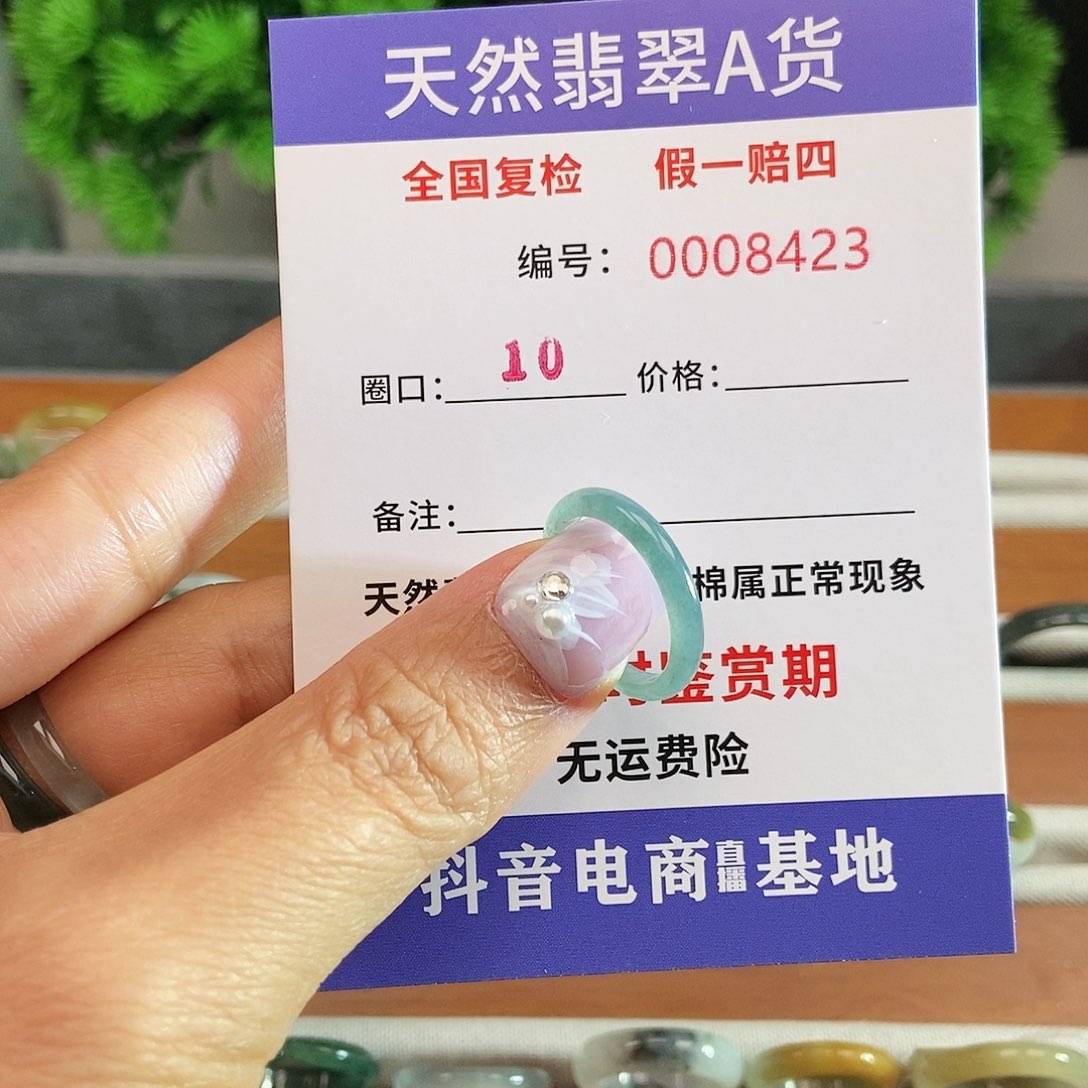 天然翡翠A货
全国复检 假一赔四
编号： 0008423
圈口： 10 价格：
备注：
天然 棉属正常现象
鉴赏期
无运费险
抖音电商直播基地